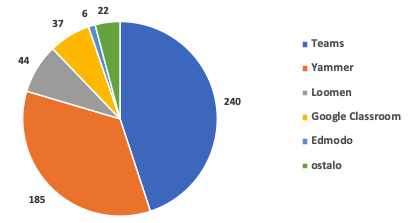 6
22
37
44
240
185
Teams
Yammer
Loomen
Google Classroom
Edmodo
ostalo